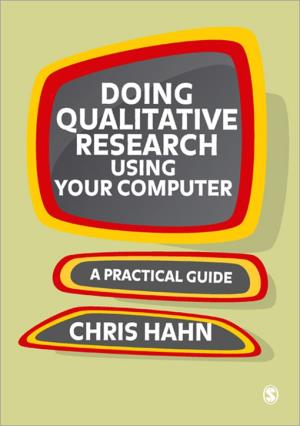 DOING
QUALITATIVE
RESEARCH
USING
YOUR COMPUTER
A PRACTICAL GUIDE
CHRIS HAHN